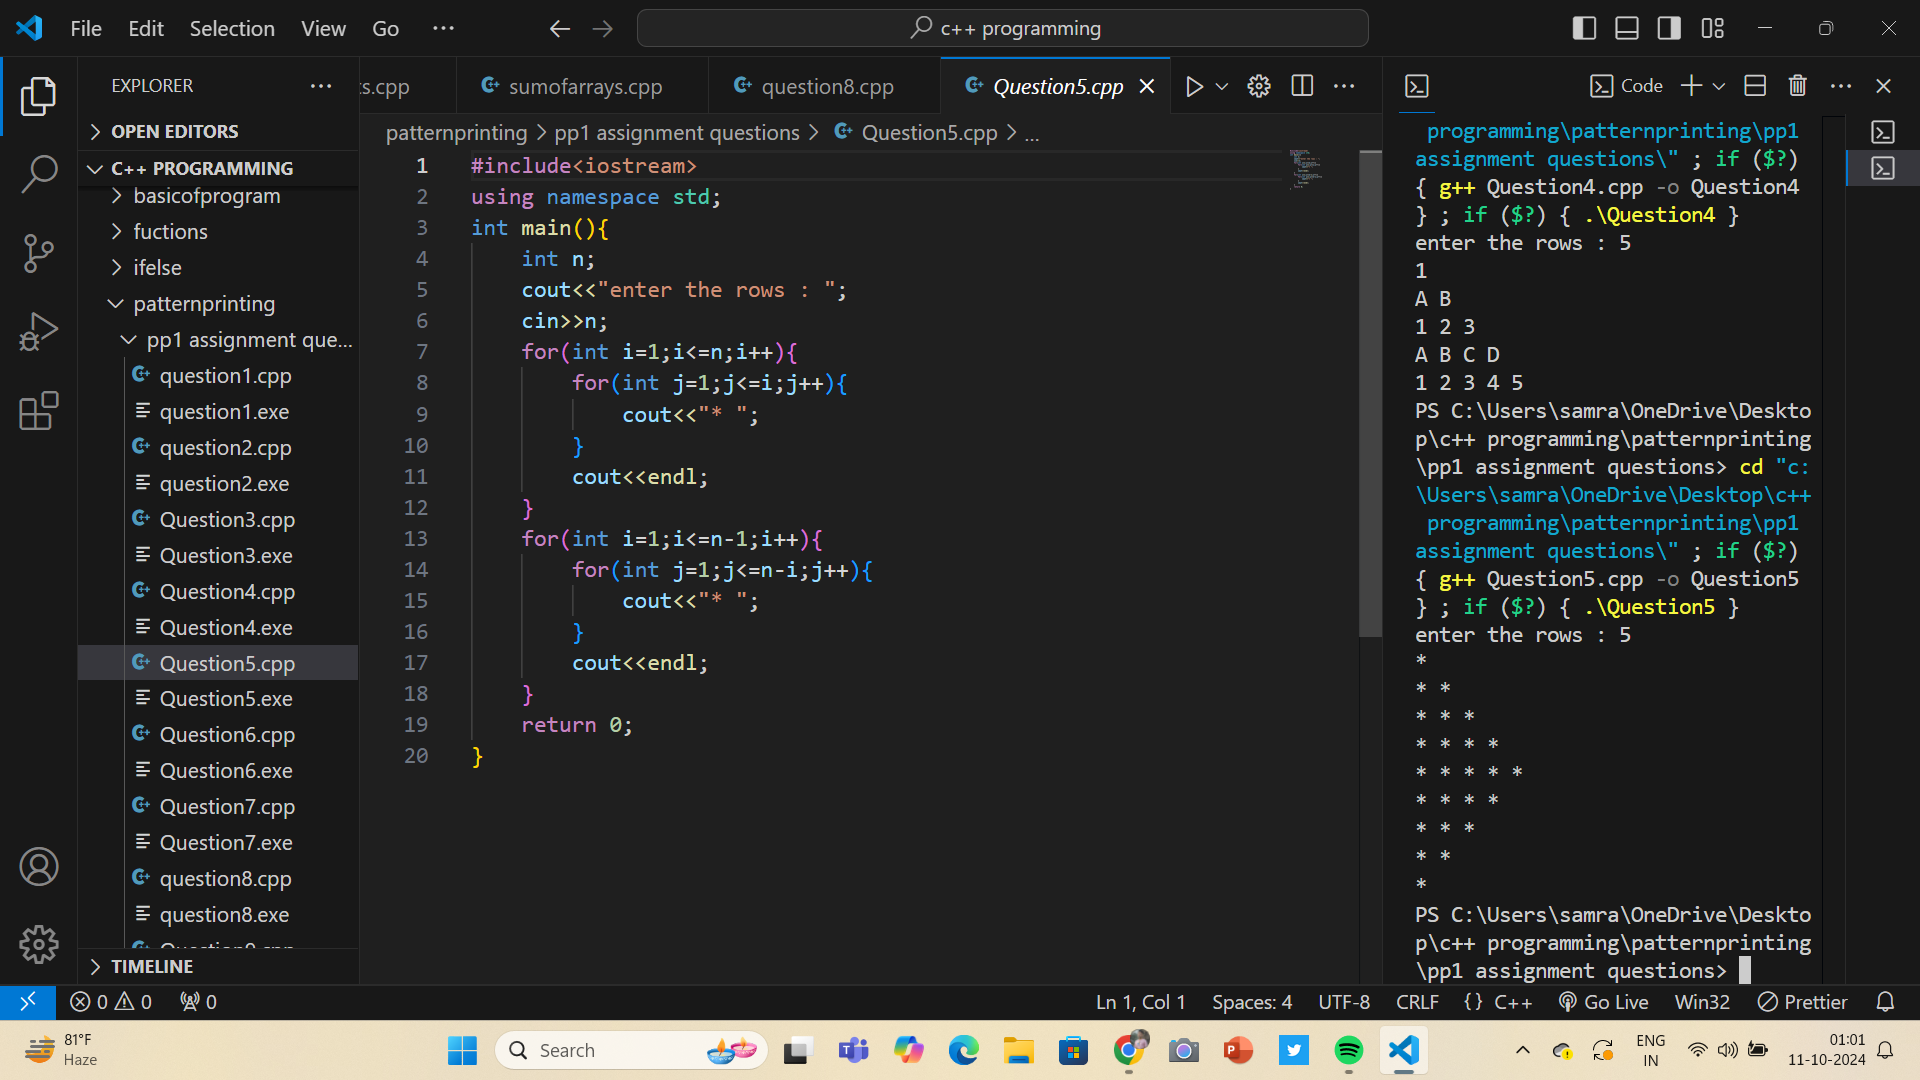 File Edit Selection View Go ...
c++ programming
EXPLORER
OPEN EDITORS
C++ PROGRAMMING
basicofprogram
fuctions
ifelse
patternprinting
pp1 assignment que...
question1.cpp
question1.exe
question2.cpp
question2.exe
Question3.cpp
Question3.exe
Question4.cpp
Question4.exe
Question5.cpp
Question5.exe
Question6.cpp
Question6.exe
Question7.cpp
Question7.exe
question8.cpp
question8.exe
TIMELINE
s.cpp sumofarrays.cpp question8.cpp Question5.cpp
patternprinting > pp1 assignment questions > Question5.cpp > ...
1 #include<iostream>
2 using namespace std;
3 int main(){
4 int n;
5 cout<<"enter the rows : ";
6 cin>>n;
7 for(int i=1;i<=n;i++){
8 for(int j=1;j<=i;j++){
9 cout<<"* ";
10 }
11 cout<<endl;
12 }
13 for(int i=1;i<=n-1;i++){
14 for(int j=1;j<=n-i;j++){
15 cout<<"* ";
16 }
17 cout<<endl;
18 }
19 return 0;
20 }
Code
programming\patternprinting\pp1
assignment questions\" ; if ($?)
{ g++ Question4.cpp -o Question4
} ; if ($?) { .\Question4 }
enter the rows : 5
1
A B
1 2 3
A B C D
1 2 3 4 5
PS C:\Users\samra\OneDrive\Deskto
p\c++ programming\patternprinting
\pp1 assignment questions> cd "c:
\Users\samra\OneDrive\Desktop\c++
programming\patternprinting\pp1
assignment questions\" ; if ($?)
{ g++ Question5.cpp -o Question5
} ; if ($?) { .\Question5 }
enter the rows : 5
*
* *
* * *
* * * *
* * * * *
* * * *
* * *
* *
*
PS C:\Users\samra\OneDrive\Deskto
p\c++ programming\patternprinting
\pp1 assignment questions>
0 0 0
Ln 1, Col 1 Spaces: 4 UTF-8 CRLF {} C++ Go Live Win32 Prettier
81°F
Haze
Search
ENG
IN
01:01
11-10-2024